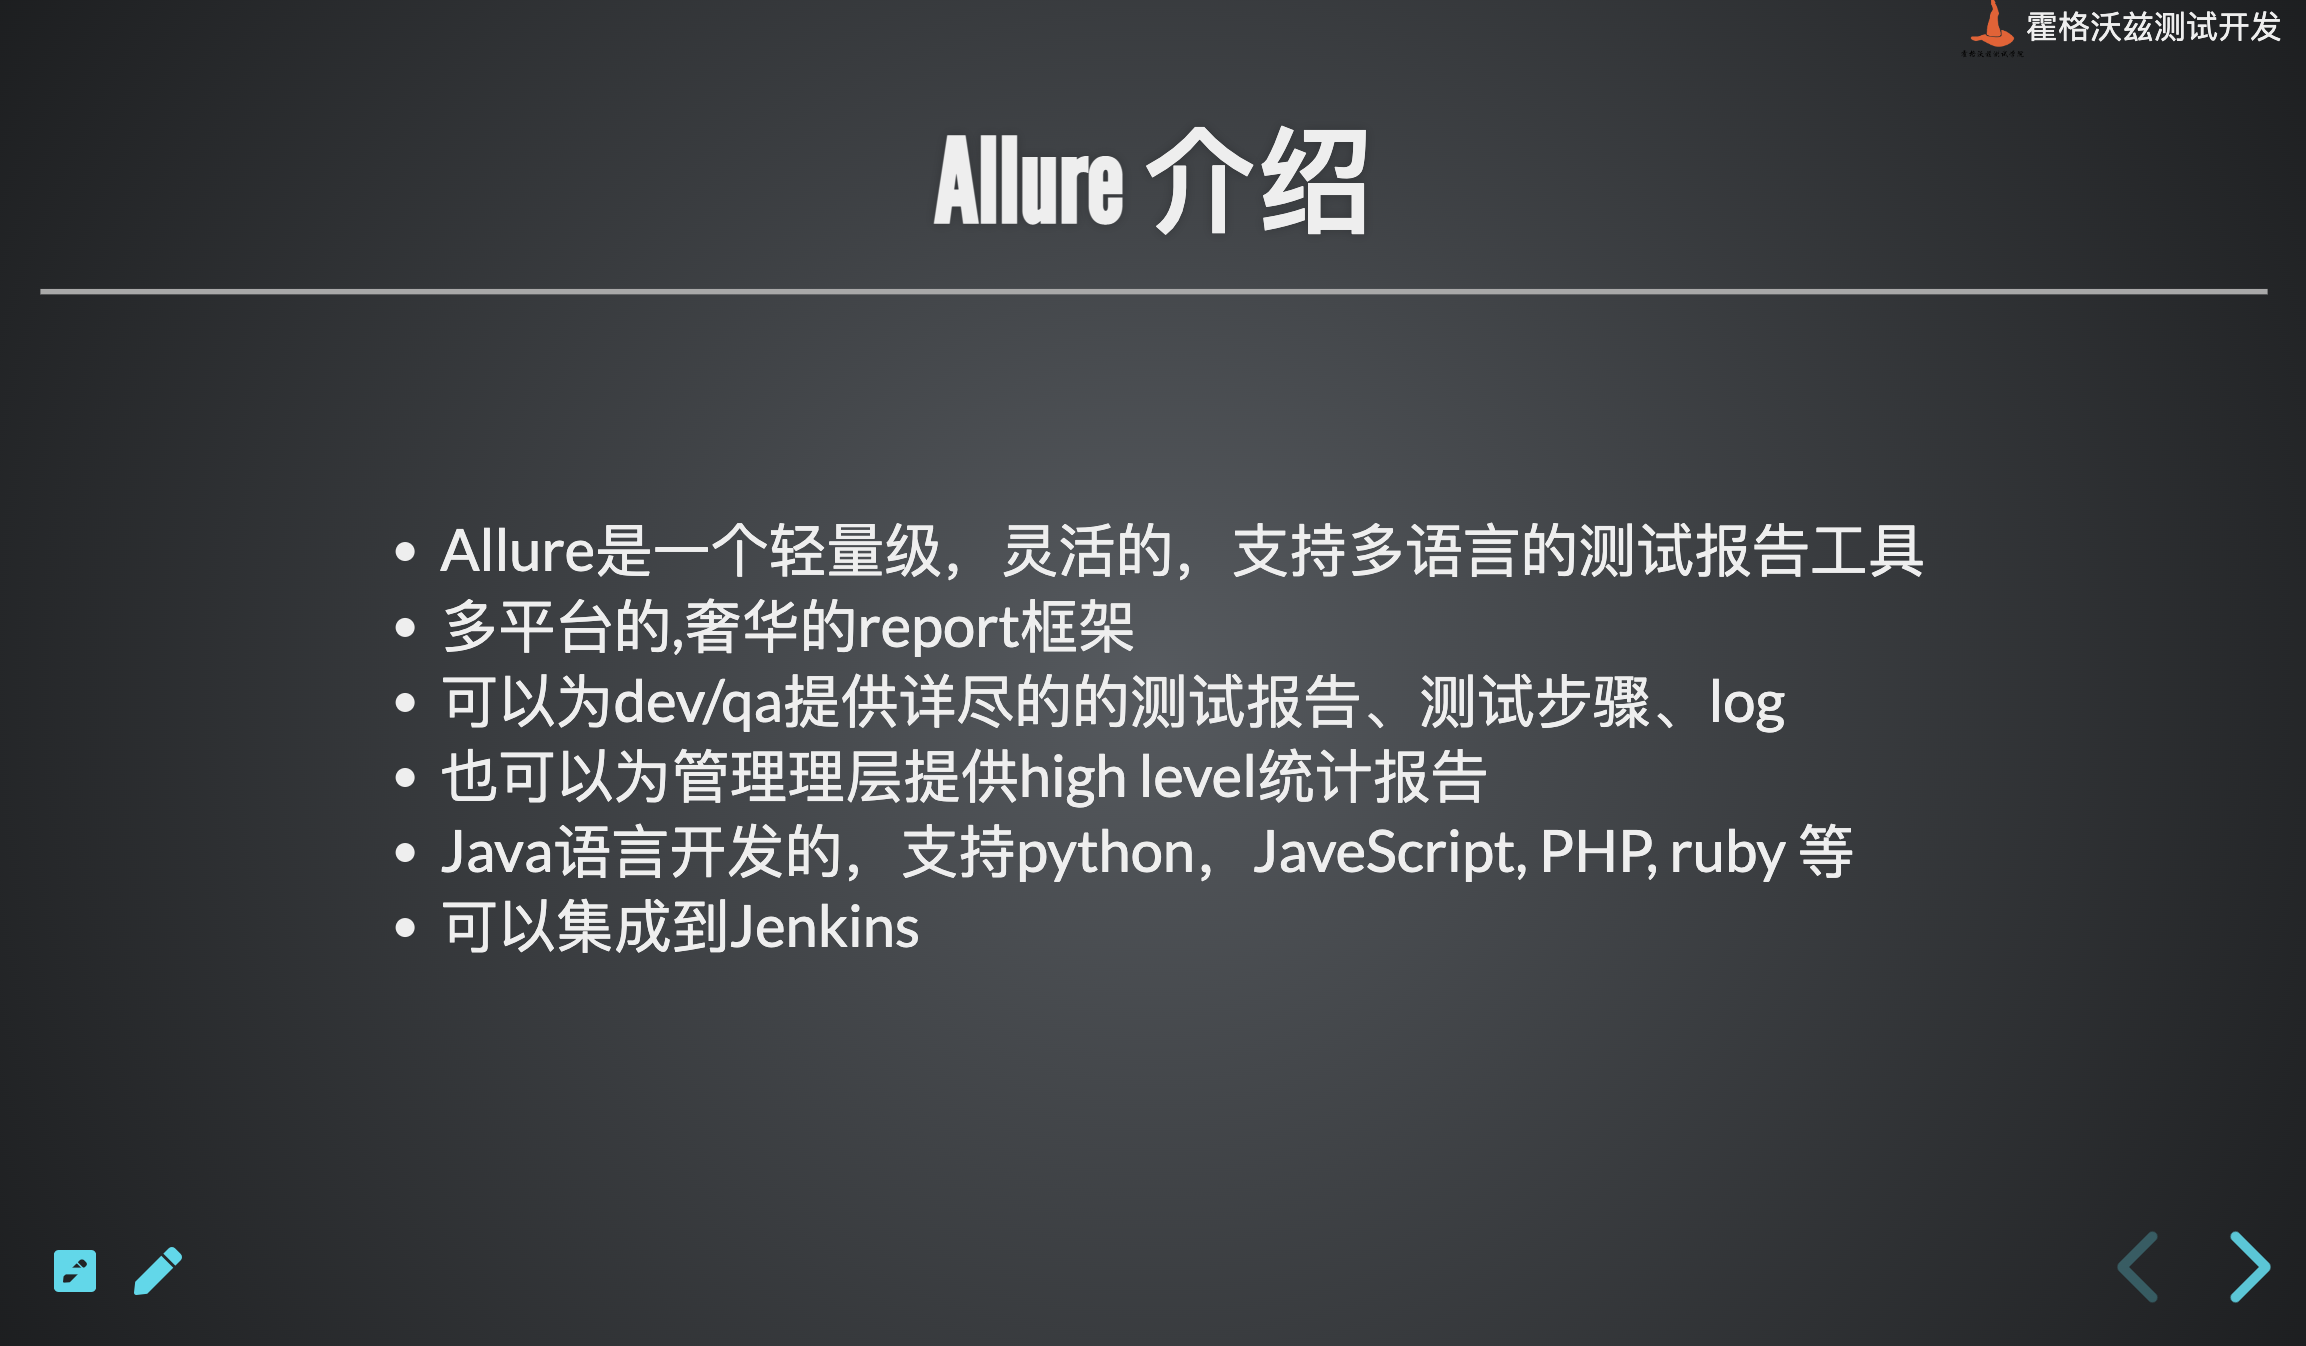 霍格沃兹测试开发
Allure 介绍
Allure是一个轻量级，灵活的，支持多语言的测试报告工具
多平台的,奢华的report框架
可以为dev/qa提供详尽的的测试报告、测试步骤、log
也可以为管理理层提供high level统计报告
Java语言开发的，支持python，JaveScript, PHP, ruby 等
可以集成到Jenkins